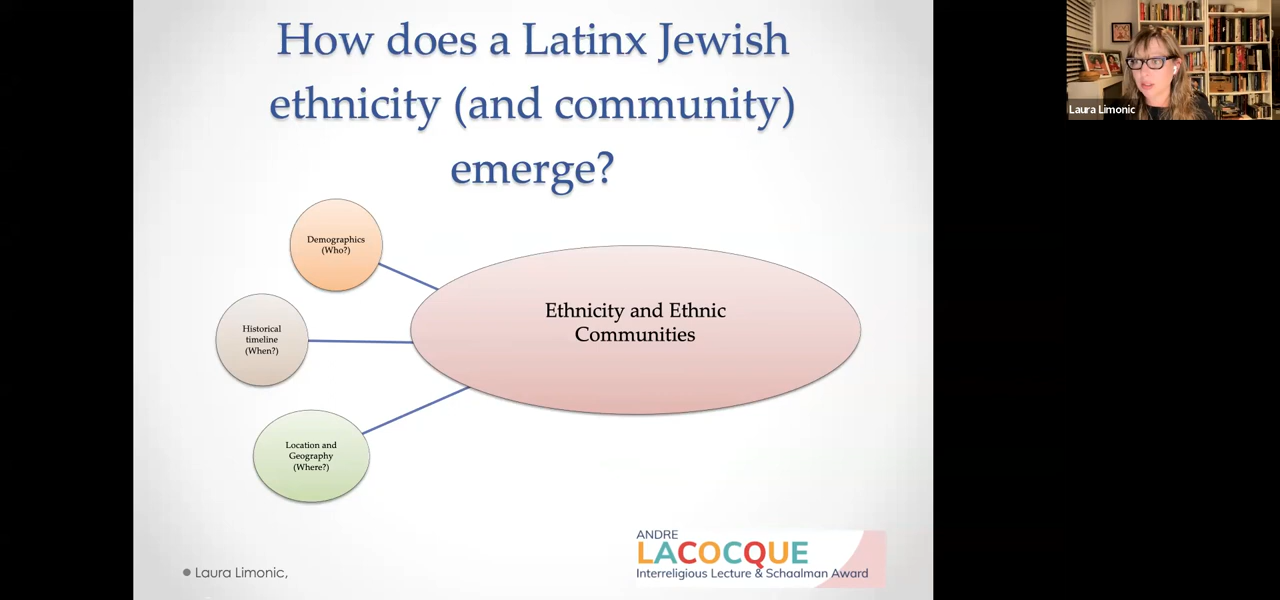 How does a Latinx Jewish
ethnicity (and community)
emerge?
Laura Limonic
Demographics
(Who?)
Historical
timeline
(When?)
Location and
Geography
(Where?)
Ethnicity and Ethnic
Communities
ANDRE
LACOCQUE
Interreligious Lecture & Schaalman Award
Laura Limonic,